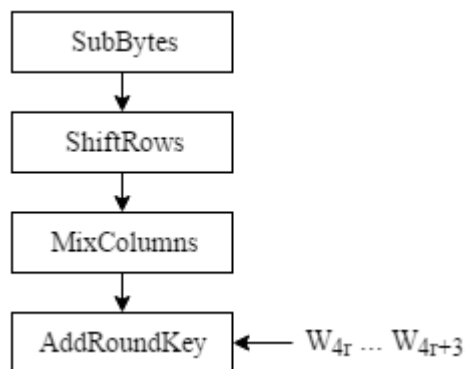 SubBytes
ShiftRows
MixColumns
AddRoundKey
W4r ... W4r+3